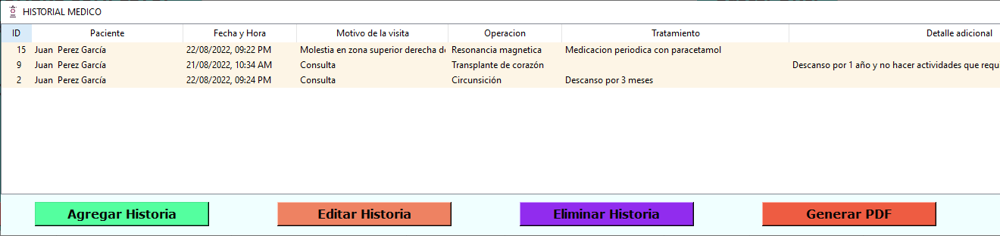 HISTORIAL MEDICO
ID Paciente Fecha y Hora Motivo de la visita Operacion Tratamiento Detalle adicional
15 Juan Perez García 22/08/2022, 09:22 PM Molestia en zona superior derecha de Resonancia magnetica Medicacion periodica con paracetamol
9 Juan Perez García 21/08/2022, 10:34 AM Consulta Transplante de corazón Descanso por 1 año y no hacer actividades que requ
2 Juan Perez García 22/08/2022, 09:24 PM Consulta Circunsición Descanso por 3 meses
Agregar Historia Editar Historia Eliminar Historia Generar PDF